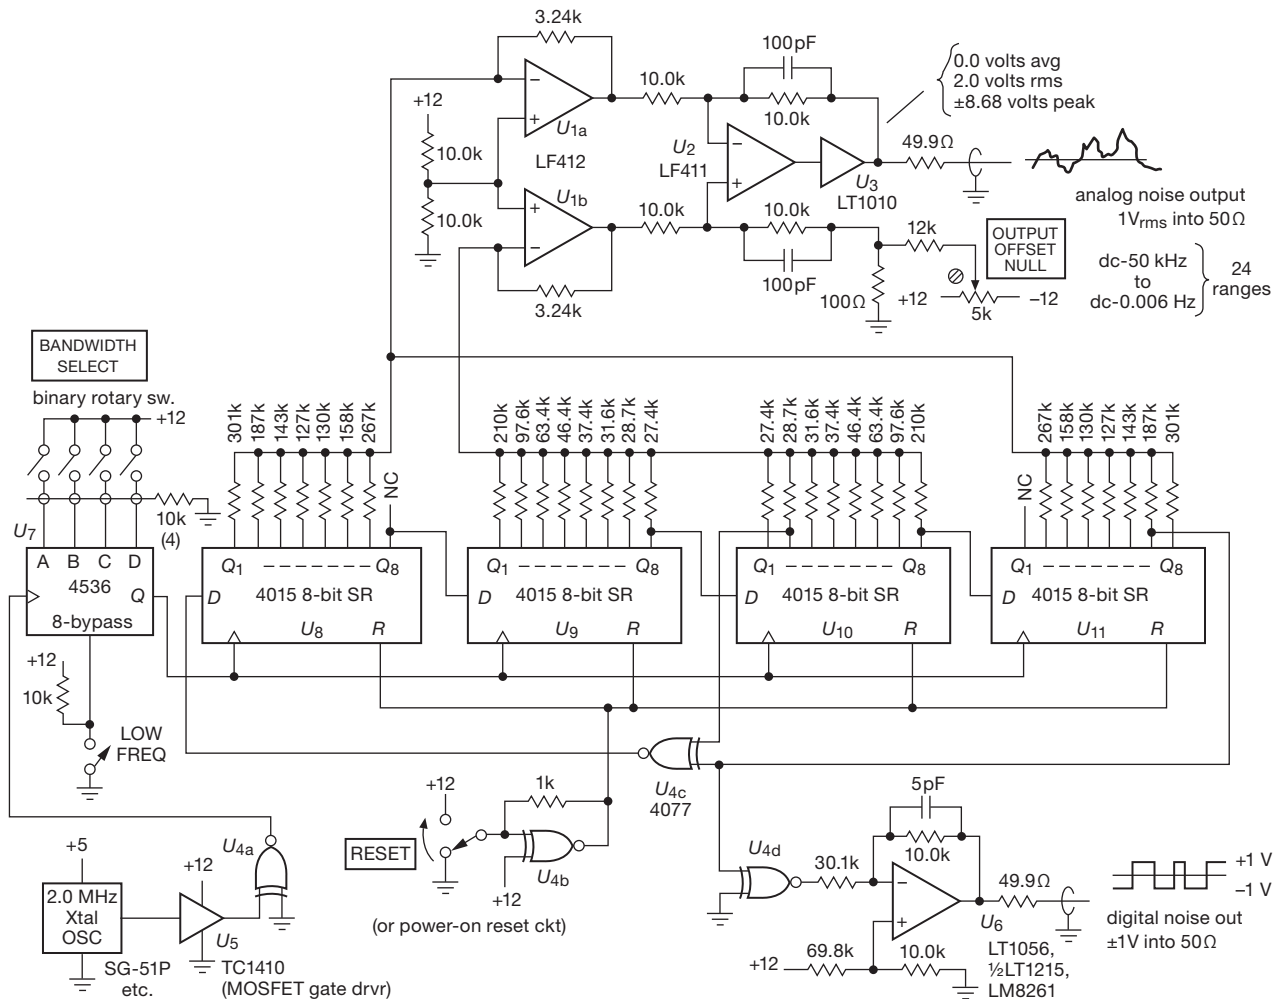 3.24k
100pF
0.0 volts avg
2.0 volts rms
±8.68 volts peak
10.0k
+12
−
+
U1a
10.0k
LF412
10.0k
U2
LF411
−
+
U3
LT1010
49.9Ω
analog noise output
1Vrms into 50Ω
+
−
U1b
10.0k
10.0k
10.0k
3.24k
100pF
12k
100Ω
OUTPUT
OFFSET
NULL
+12
−12
5k
dc-50 kHz
to
dc-0.006 Hz
24
ranges
BANDWIDTH
SELECT
binary rotary sw.
+12
10k
(4)
301k
187k
143k
127k
130k
158k
267k
NC
210k
97.6k
63.4k
46.4k
37.4k
31.6k
28.7k
27.4k
27.4k
28.7k
31.6k
37.4k
46.4k
63.4k
97.6k
210k
NC
267k
158k
130k
127k
143k
187k
301k
U7
A B C D
4536
Q
8-bypass
Q1 Q8
D
4015 8-bit SR
U8 R
Q1 Q8
D
4015 8-bit SR
U9 R
Q1 Q8
D
4015 8-bit SR
U10 R
Q1 Q8
D
4015 8-bit SR
U11 R
+12
10k
LOW
FREQ
U4c
4077
+12
1k
RESET
U4b
+12
(or power-on reset ckt)
+5
2.0 MHz
Xtal
OSC
SG-51P
etc.
+12
U4a
U5
TC1410
(MOSFET gate drvr)
U4d
30.1k
5pF
10.0k
−
+
U6
49.9Ω
+12
69.8k
10.0k
LT1056,
½LT1215,
LM8261
+1 V
−1 V
digital noise out
±1V into 50Ω